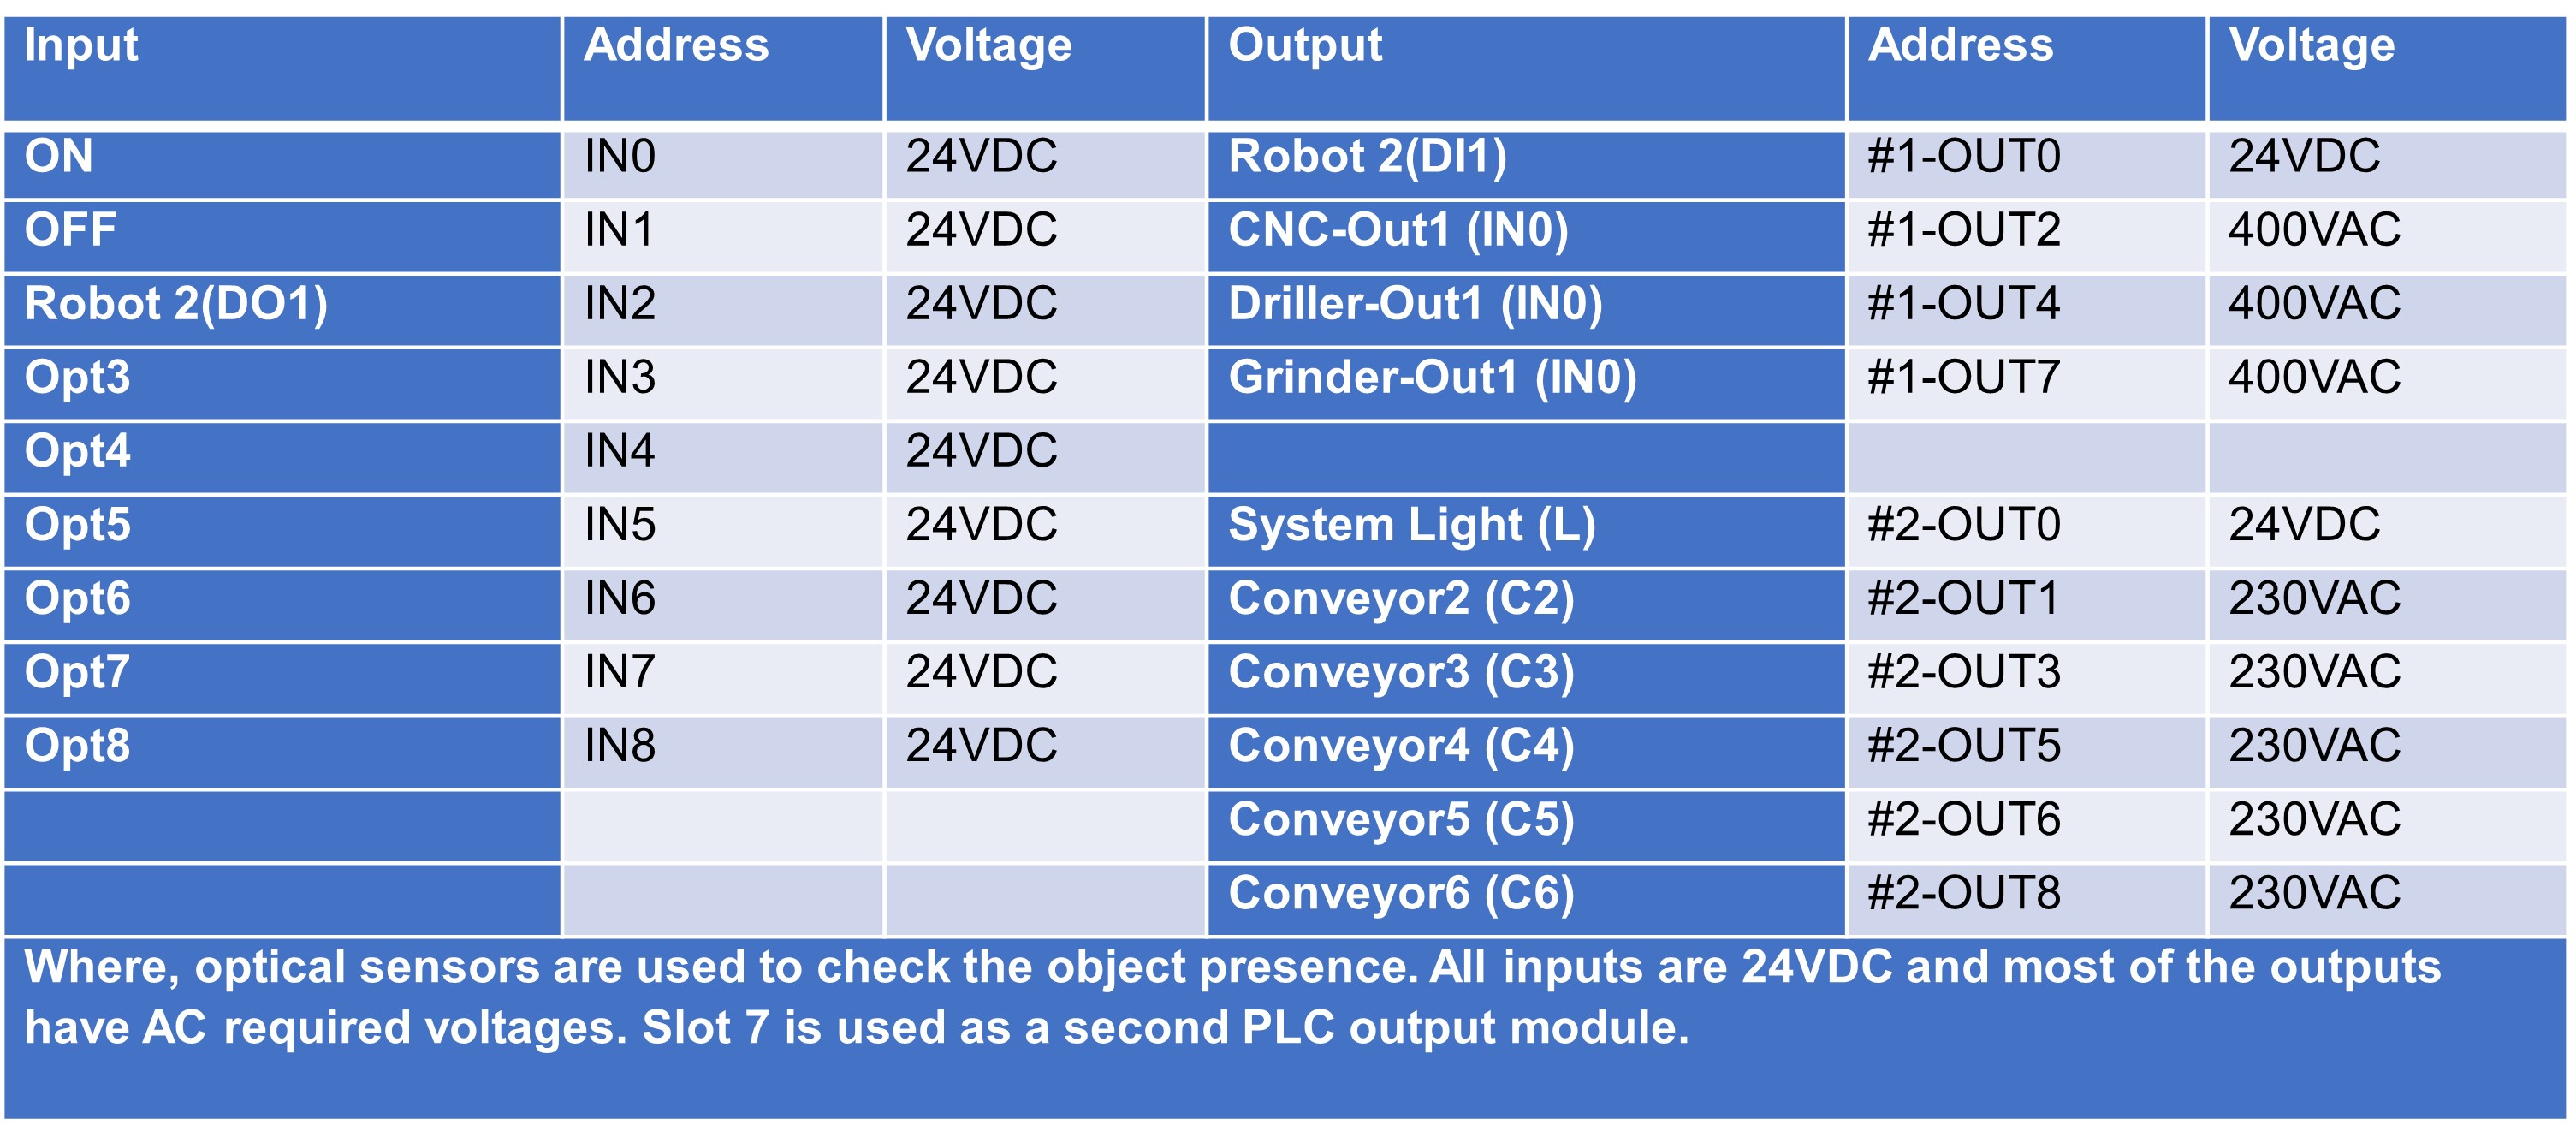 Input Address Voltage Output Address Voltage
ON IN0 24VDC Robot 2(DI1) #1-OUT0 24VDC
OFF IN1 24VDC CNC-Out1 (IN0) #1-OUT2 400VAC
Robot 2(DO1) IN2 24VDC Driller-Out1 (IN0) #1-OUT4 400VAC
Opt3 IN3 24VDC Grinder-Out1 (IN0) #1-OUT7 400VAC
Opt4 IN4 24VDC
Opt5 IN5 24VDC System Light (L) #2-OUT0 24VDC
Opt6 IN6 24VDC Conveyor2 (C2) #2-OUT1 230VAC
Opt7 IN7 24VDC Conveyor3 (C3) #2-OUT3 230VAC
Opt8 IN8 24VDC Conveyor4 (C4) #2-OUT5 230VAC
Conveyor5 (C5) #2-OUT6 230VAC
Conveyor6 (C6) #2-OUT8 230VAC
Where, optical sensors are used to check the object presence. All inputs are 24VDC and most of the outputs
have AC required voltages. Slot 7 is used as a second PLC output module.